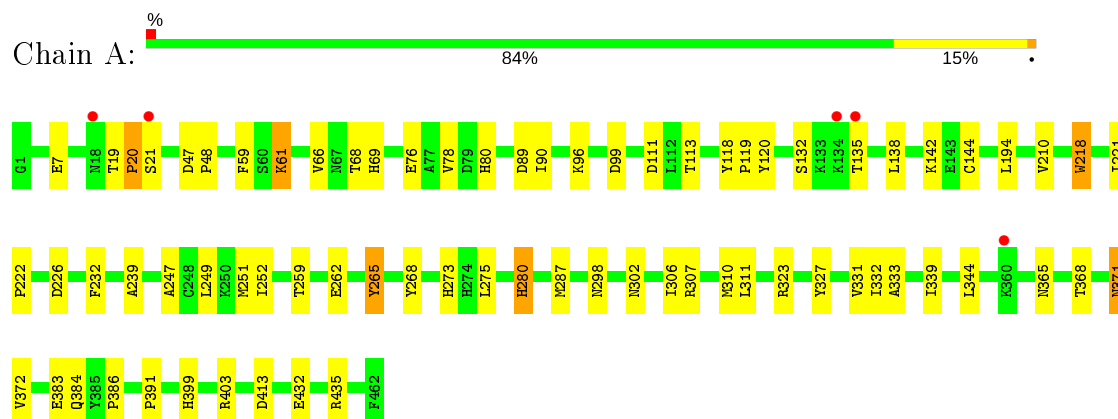 %
Chain A:
84%
15%
•
G1 E7 N18 T19 P20 S21 D47 P48 F59 S60 K61 V66 N67 T68 H69 E76 A77 V78 D79 H80 D89 I90 K96 D99 D111 L112 T113 Y118 P119 Y120 S132 K133 K134 T135 L138 K142 E143 C144 L194 V210 W218
P222 D226 F232 A239 A247 C248 L249 K250 M251 I252 T259 E262 Y265 Y268 H273 H274 L275 H280 M287 N298 N302 I306 R307 M310 L311 R323 Y327 V331 I332 A333 I339 L344 K360 N365 T368 N371
V372 E383 Q384 Y385 P386 P391 H399 R403 D413 E432 R435 F462